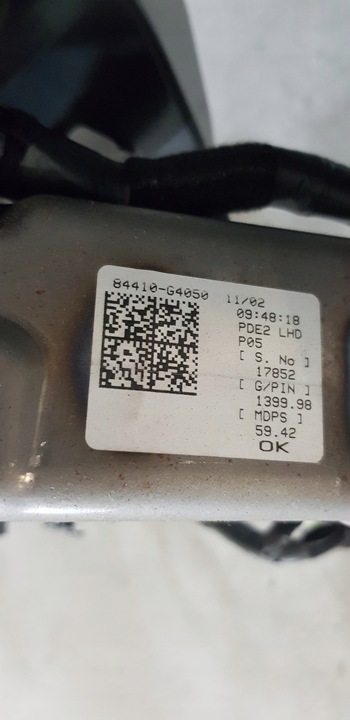 84410-G4050 11/02
09:48:18
PDE2 LHD
P05
[ S. No ]
17852
[ G/PIN ]
1399.98
[ MDPS ]
59.42
OK